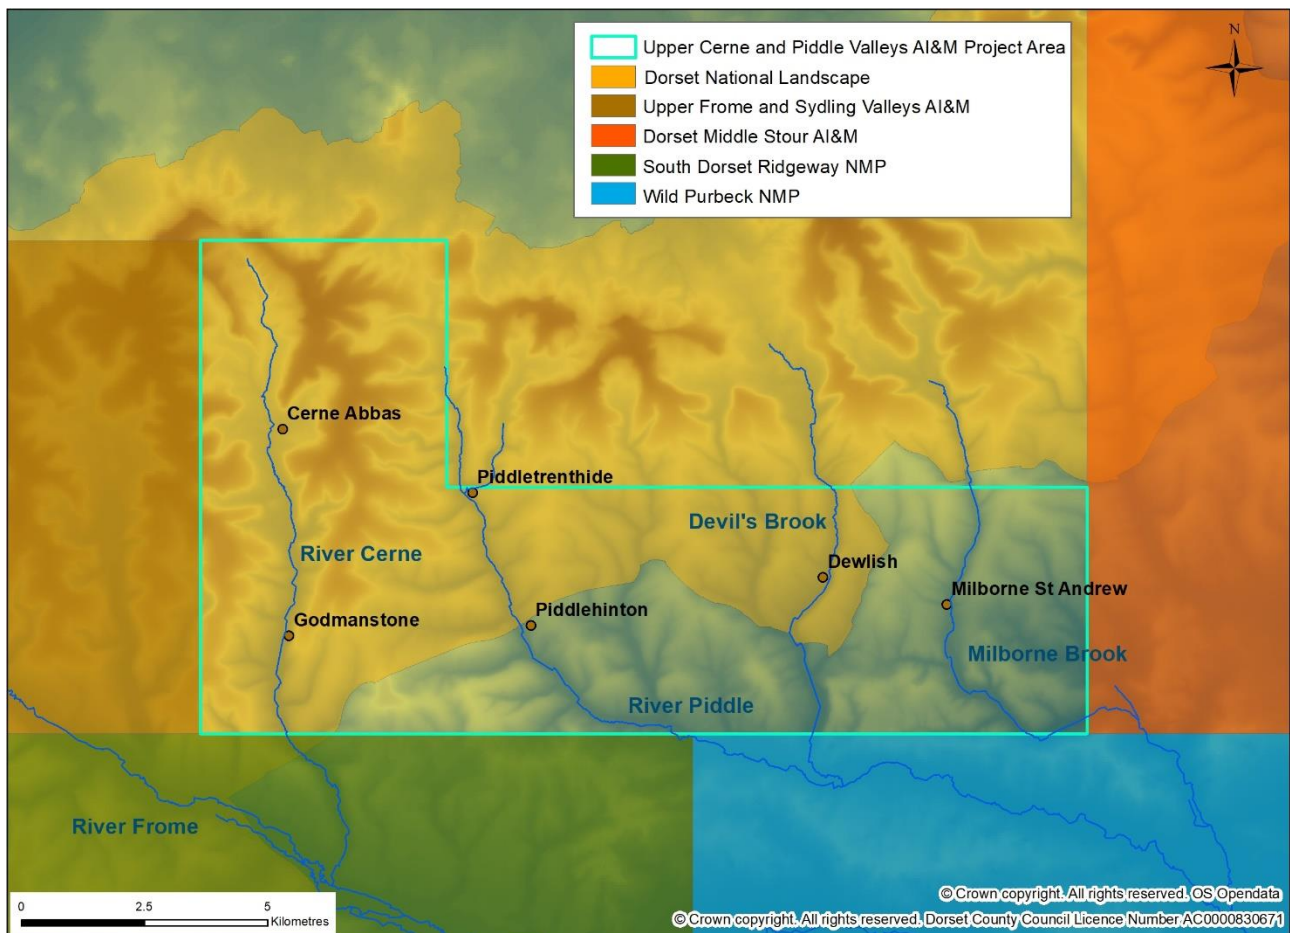 Upper Cerne and Piddle Valleys AI&M Project Area
Dorset National Landscape
Upper Frome and Sydling Valleys AI&M
Dorset Middle Stour AI&M
South Dorset Ridgeway NMP
Wild Purbeck NMP
N
Cerne Abbas
Piddletrenthide
Devil's Brook
River Cerne
Dewlish
Milborne St Andrew
Piddlehinton
Godmanstone
Milborne Brook
River Piddle
River Frome
0 2.5 5
Kilometres
© Crown copyright. All rights reserved. OS Opendata
© Crown copyright. All rights reserved. Dorset County Council Licence Number AC0000830671